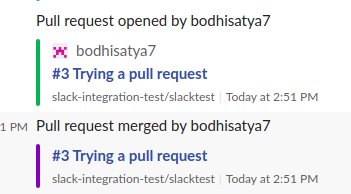 Pull request opened by bodhisatya7
bodhisatya7
#3 Trying a pull request
slack-integration-test/slacktest | Today at 2:51 PM
1 PM Pull request merged by bodhisatya7
#3 Trying a pull request
slack-integration-test/slacktest | Today at 2:51 PM